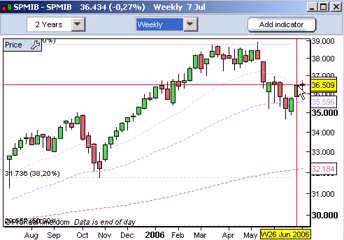 SPMIB - SPMIB 36.434 (-0,27%) Weekly 7 Jul
2 Years Weekly Add indicator
Price
39.000
38.000
37.000
36.509
35.596
35.000
34.000
33.000
32.184
31.736 (38,20%)
31.000
30.000
Data is end of day
Aug Sep Oct Nov Dec 2006 Feb Mar Apr May W26 Jun 2006